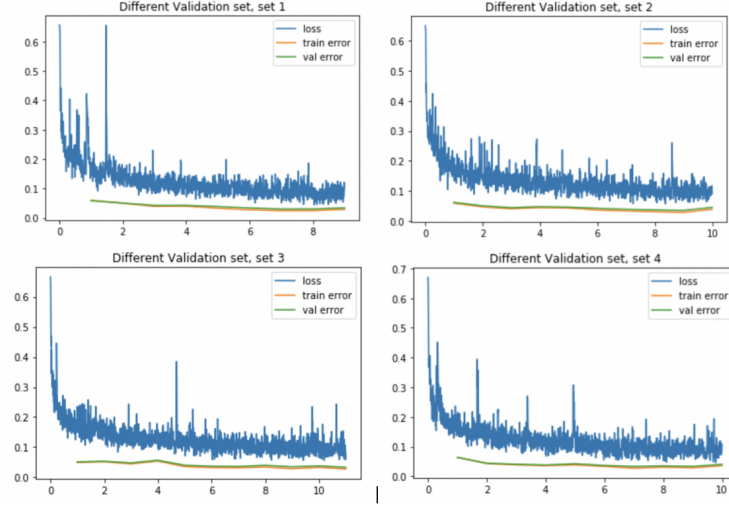 Different Validation set, set 1
loss
train error
val error
0.6
0.5
0.4
0.3
0.2
0.1
0.0
0 2 4 6 8
Different Validation set, set 2
loss
train error
val error
0.6
0.5
0.4
0.3
0.2
0.1
0.0
0 2 4 6 8 10
Different Validation set, set 3
loss
train error
val error
0.6
0.5
0.4
0.3
0.2
0.1
0.0
0 2 4 6 8 10
Different Validation set, set 4
loss
train error
val error
0.7
0.6
0.5
0.4
0.3
0.2
0.1
0.0
0 2 4 6 8 10